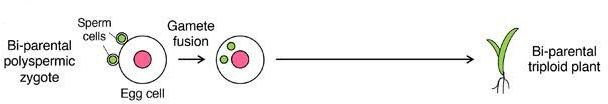 Bi-parental
polyspermic
zygote
Sperm
cells
Egg cell
Gamete
fusion
Bi-parental
triploid plant